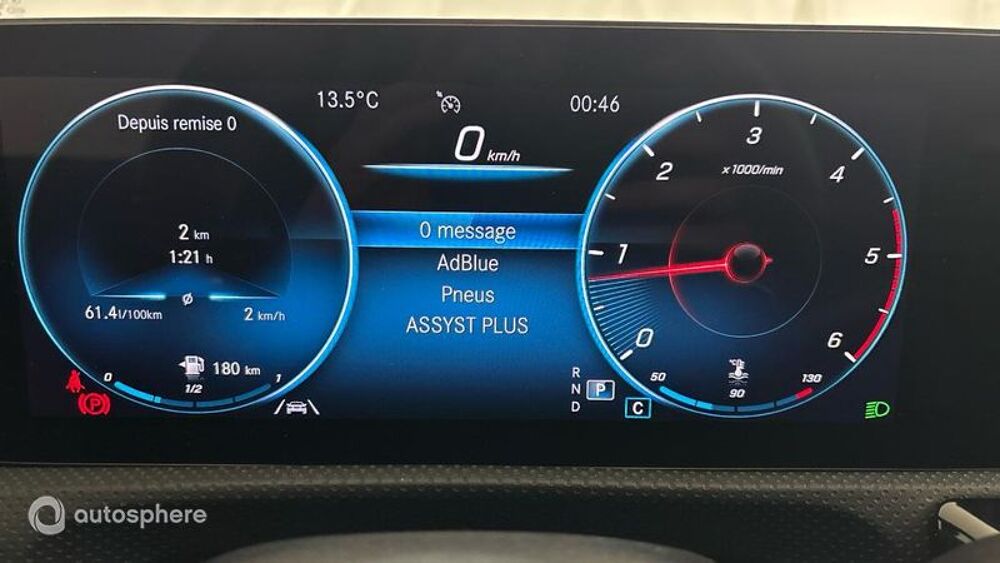 Depuis remise 0
2 km
1:21 h
61.4 l/100km
ø
2 km/h
180 km
0
1/2
1
13.5°C
00:46
0 km/h
0 message
AdBlue
Pneus
ASSYST PLUS
R
N P
D
C
x1000/min
0
1
2
3
4
5
6
°C
50
90
130
autosphere